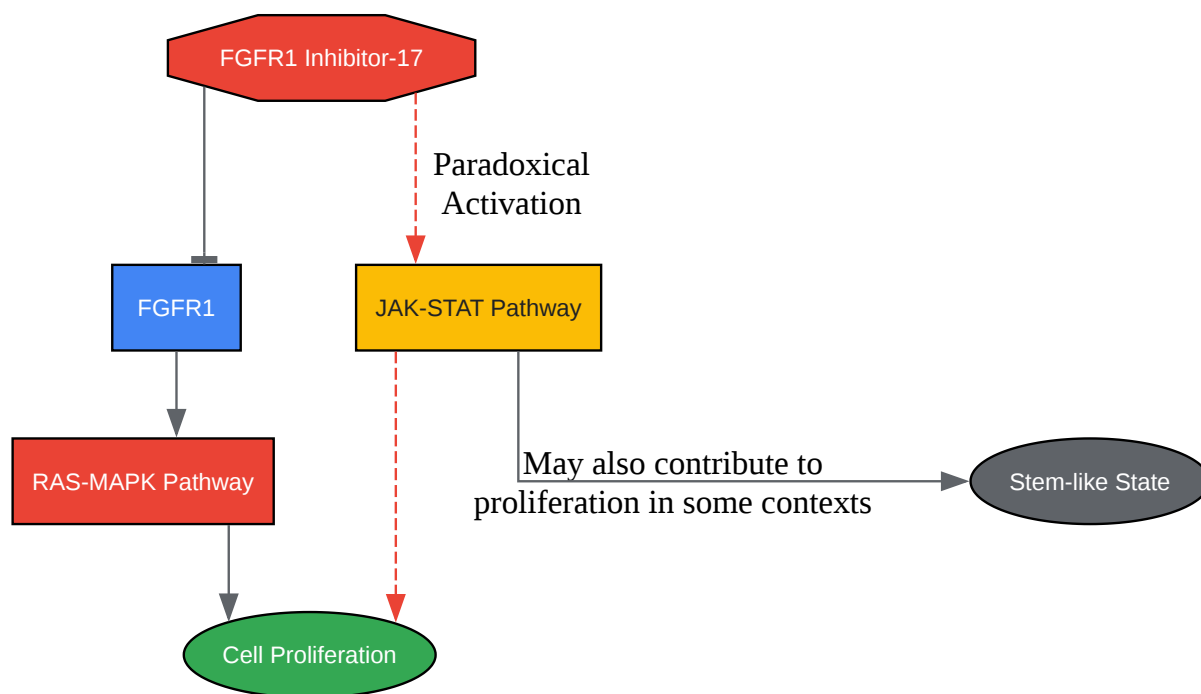 FGFR1 Inhibitor-17
Paradoxical
Activation
FGFR1
JAK-STAT Pathway
May also contribute to
proliferation in some contexts
RAS-MAPK Pathway
Stem-like State
Cell Proliferation